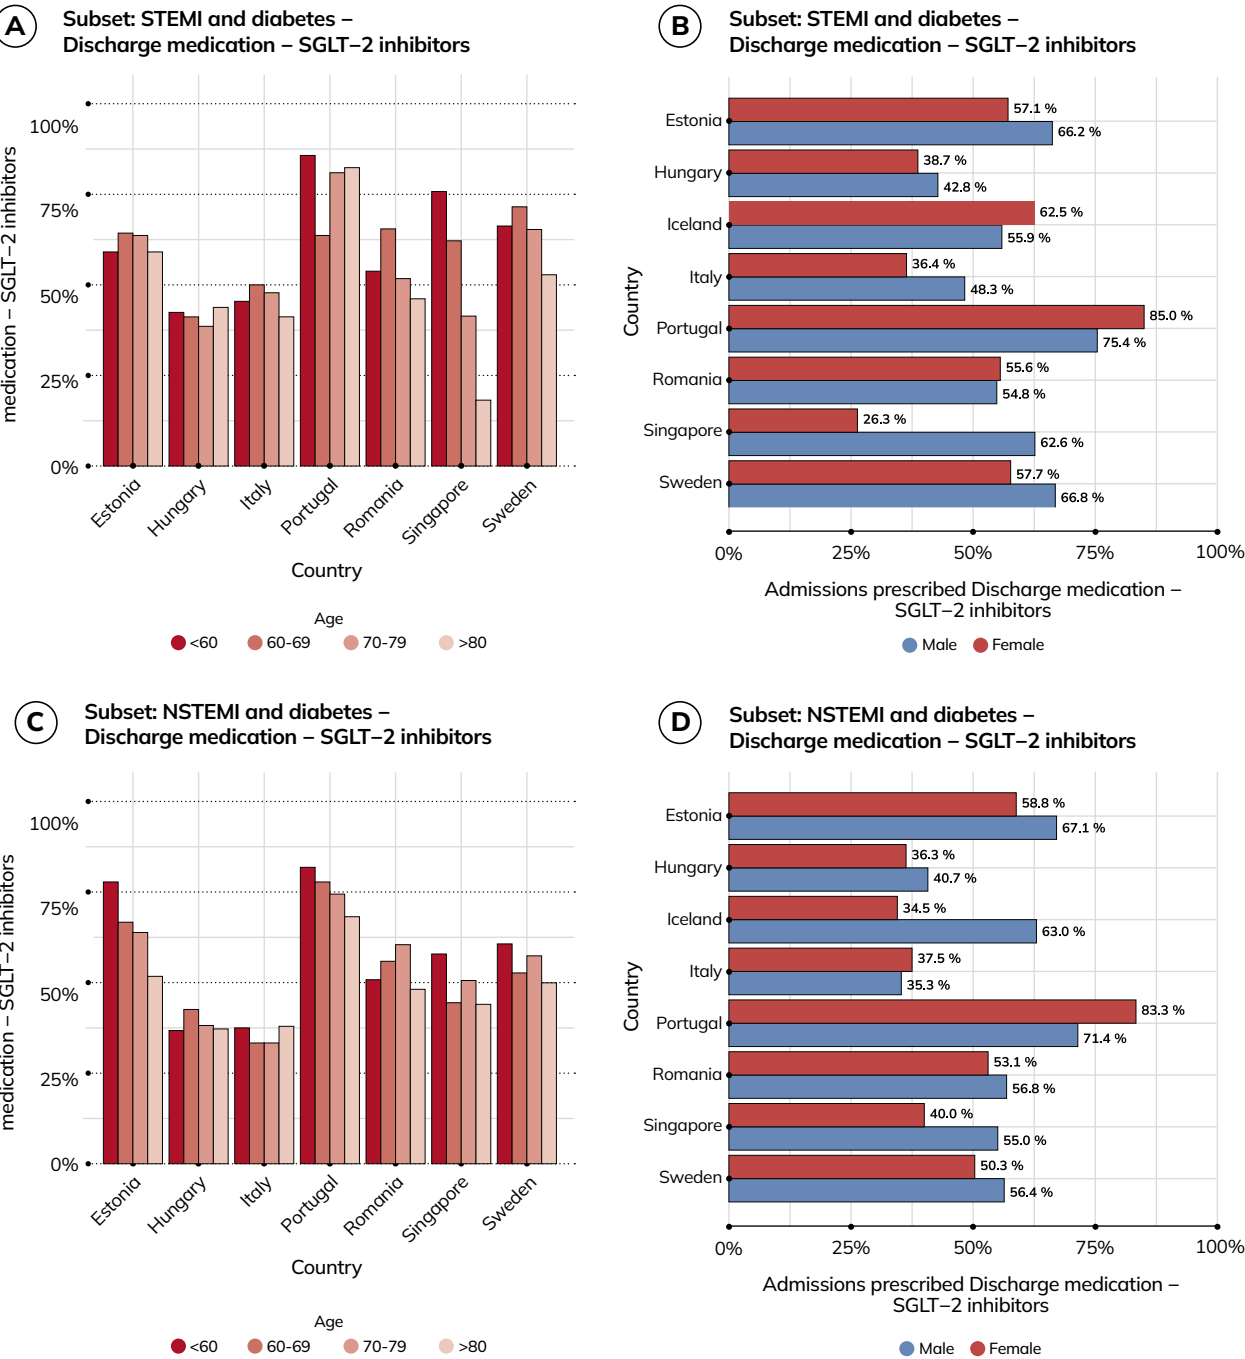 A
Subset: STEMI and diabetes –
Discharge medication – SGLT–2 inhibitors
medication – SGLT–2 inhibitors
100%
75%
50%
25%
0%
Estonia
Hungary
Italy
Portugal
Romania
Singapore
Sweden
Country
Age
<60
60-69
70-79
>80
B
Subset: STEMI and diabetes –
Discharge medication – SGLT–2 inhibitors
Country
Estonia
57.1 %
66.2 %
Hungary
38.7 %
42.8 %
Iceland
62.5 %
55.9 %
Italy
36.4 %
48.3 %
Portugal
85.0 %
75.4 %
Romania
55.6 %
54.8 %
Singapore
26.3 %
62.6 %
Sweden
57.7 %
66.8 %
0%
25%
50%
75%
100%
Admissions prescribed Discharge medication –
SGLT–2 inhibitors
Male
Female
C
Subset: NSTEMI and diabetes –
Discharge medication – SGLT–2 inhibitors
medication – SGLT–2 inhibitors
100%
75%
50%
25%
0%
Estonia
Hungary
Italy
Portugal
Romania
Singapore
Sweden
Country
Age
<60
60-69
70-79
>80
D
Subset: NSTEMI and diabetes –
Discharge medication – SGLT–2 inhibitors
Country
Estonia
58.8 %
67.1 %
Hungary
36.3 %
40.7 %
Iceland
34.5 %
63.0 %
Italy
37.5 %
35.3 %
Portugal
83.3 %
71.4 %
Romania
53.1 %
56.8 %
Singapore
40.0 %
55.0 %
Sweden
50.3 %
56.4 %
0%
25%
50%
75%
100%
Admissions prescribed Discharge medication –
SGLT–2 inhibitors
Male
Female